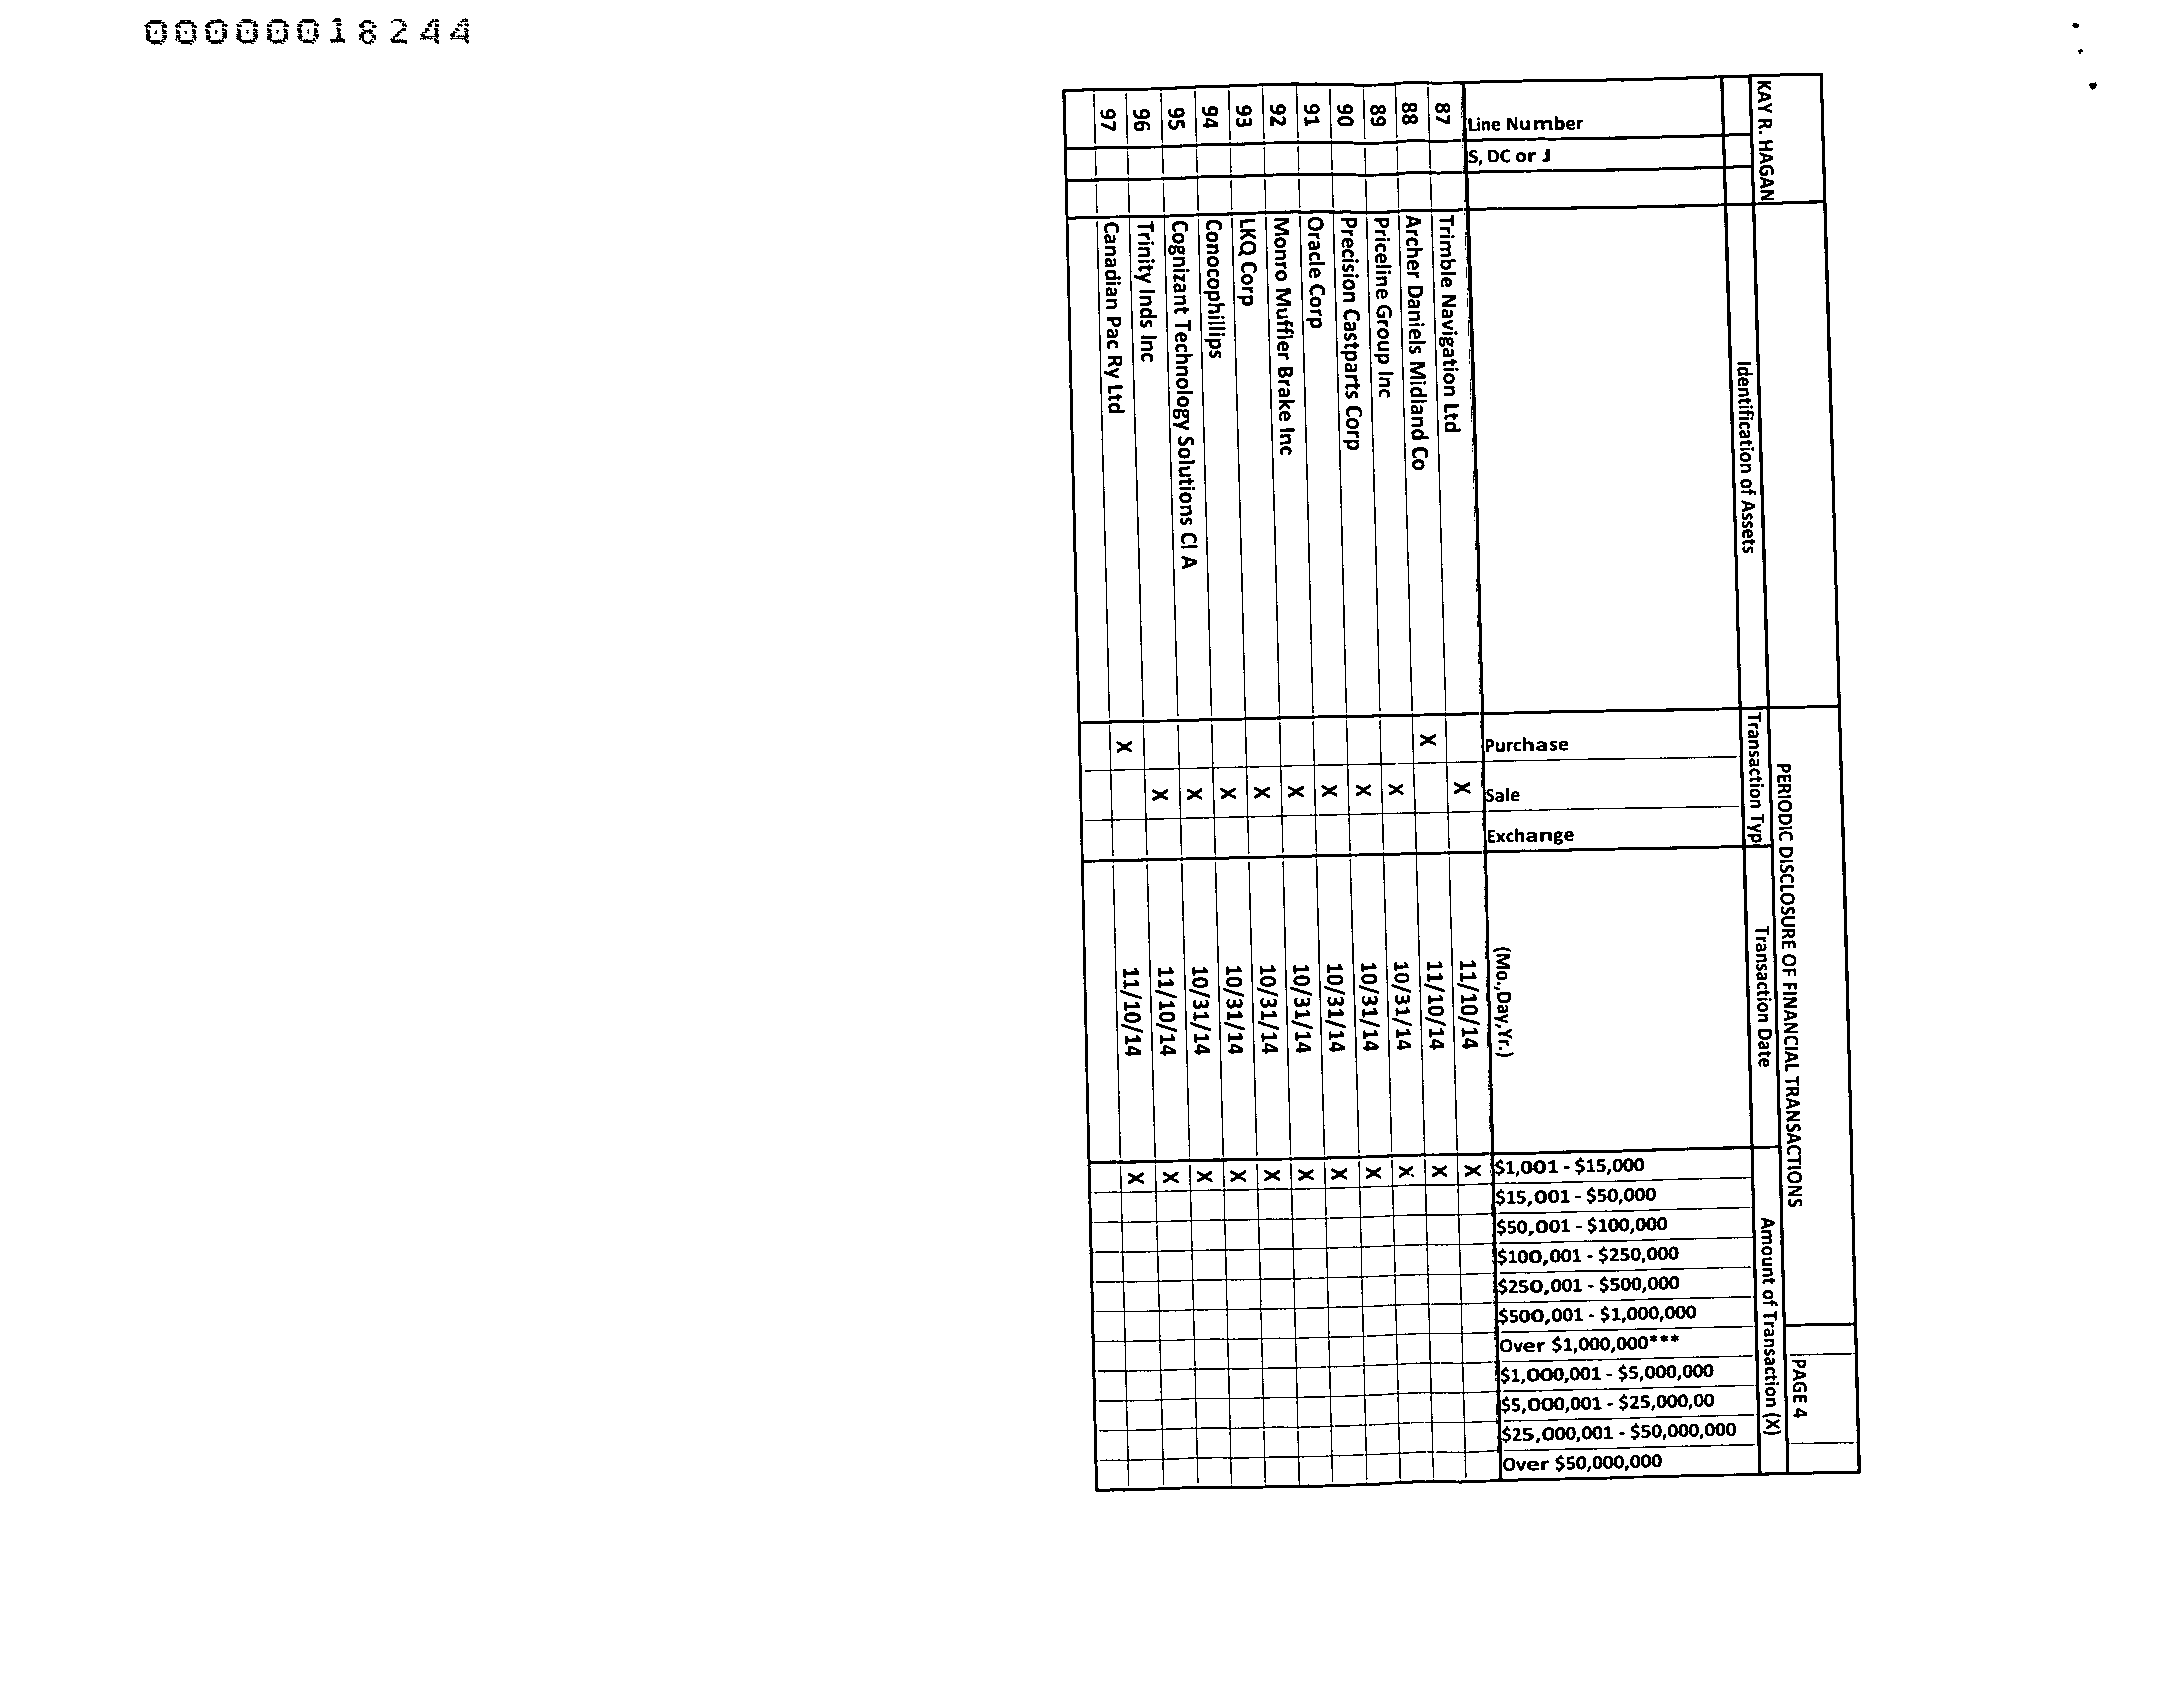 00000018244
KAY R. HAGAN
PERIODIC DISCLOSURE OF FINANCIAL TRANSACTIONS
PAGE 4
Identification of Assets
Transaction Typ
Transaction Date
Amount of Transaction (X)
Line Number
S, DC or J
Purchase
Sale
Exchange
(Mo.,Day,Yr.)
$1,001 - $15,000
$15,001 - $50,000
$50,001 - $100,000
$100,001 - $250,000
$250,001 - $500,000
$500,001 - $1,000,000
Over $1,000,000***
$1,000,001 - $5,000,000
$5,000,001 - $25,000,00
$25,000,001 - $50,000,000
Over $50,000,000
87 Trimble Navigation Ltd X 11/10/14 X
88 Archer Daniels Midland Co X 11/10/14 X
89 Priceline Group Inc X 10/31/14 X
90 Precision Castparts Corp X 10/31/14 X
91 Oracle Corp X 10/31/14 X
92 Monro Muffler Brake Inc X 10/31/14 X
93 LKQ Corp X 10/31/14 X
94 Conocophillips X 10/31/14 X
95 Cognizant Technology Solutions Cl A X 10/31/14 X
96 Trinity Inds Inc X 11/10/14 X
97 Canadian Pac Ry Ltd X 11/10/14 X